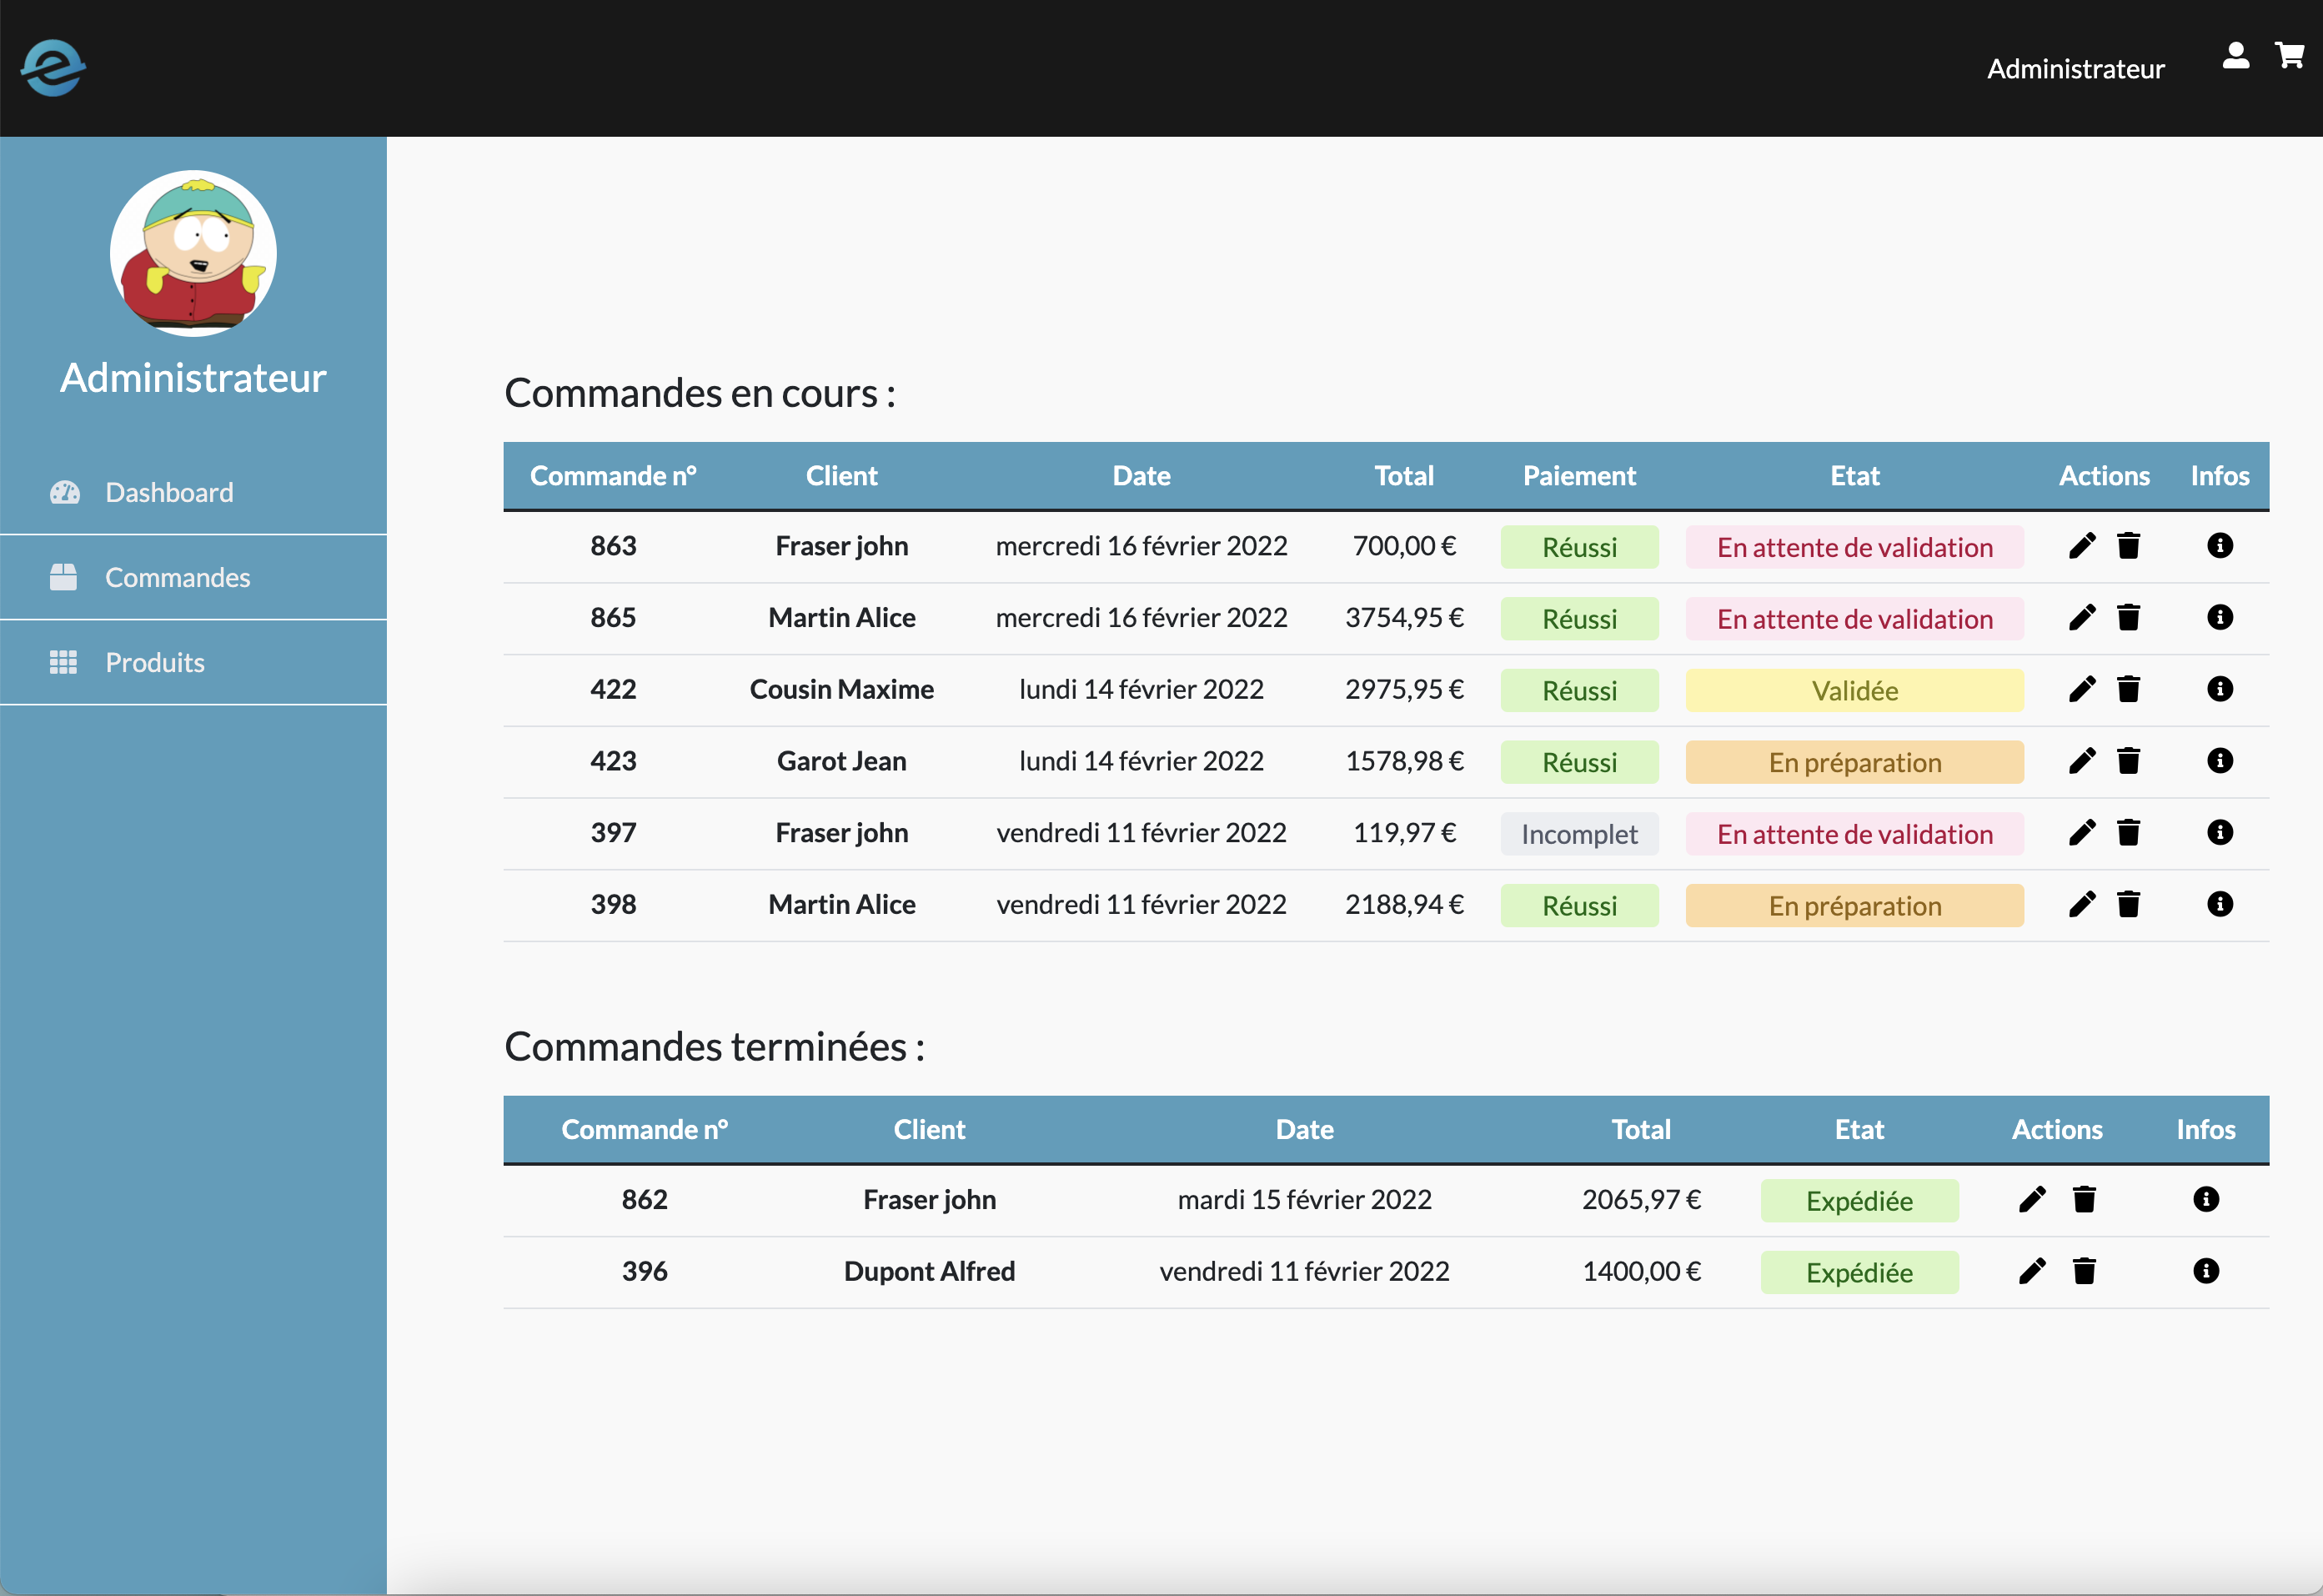 Administrateur
Administrateur
Dashboard
Commandes
Produits
Commandes en cours :
Commande n° Client Date Total Paiement Etat Actions Infos
863 Fraser john mercredi 16 février 2022 700,00 € Réussi En attente de validation
865 Martin Alice mercredi 16 février 2022 3754,95 € Réussi En attente de validation
422 Cousin Maxime lundi 14 février 2022 2975,95 € Réussi Validée
423 Garot Jean lundi 14 février 2022 1578,98 € Réussi En préparation
397 Fraser john vendredi 11 février 2022 119,97 € Incomplet En attente de validation
398 Martin Alice vendredi 11 février 2022 2188,94 € Réussi En préparation
Commandes terminées :
Commande n° Client Date Total Etat Actions Infos
862 Fraser john mardi 15 février 2022 2065,97 € Expédiée
396 Dupont Alfred vendredi 11 février 2022 1400,00 € Expédiée